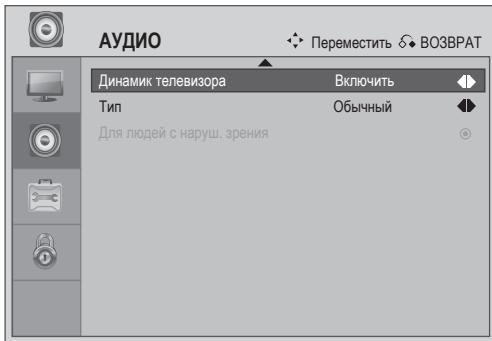 АУДИО Переместить ВОЗВРАТ
Динамик телевизора Включить
Тип Обычный
Для людей с наруш. зрения